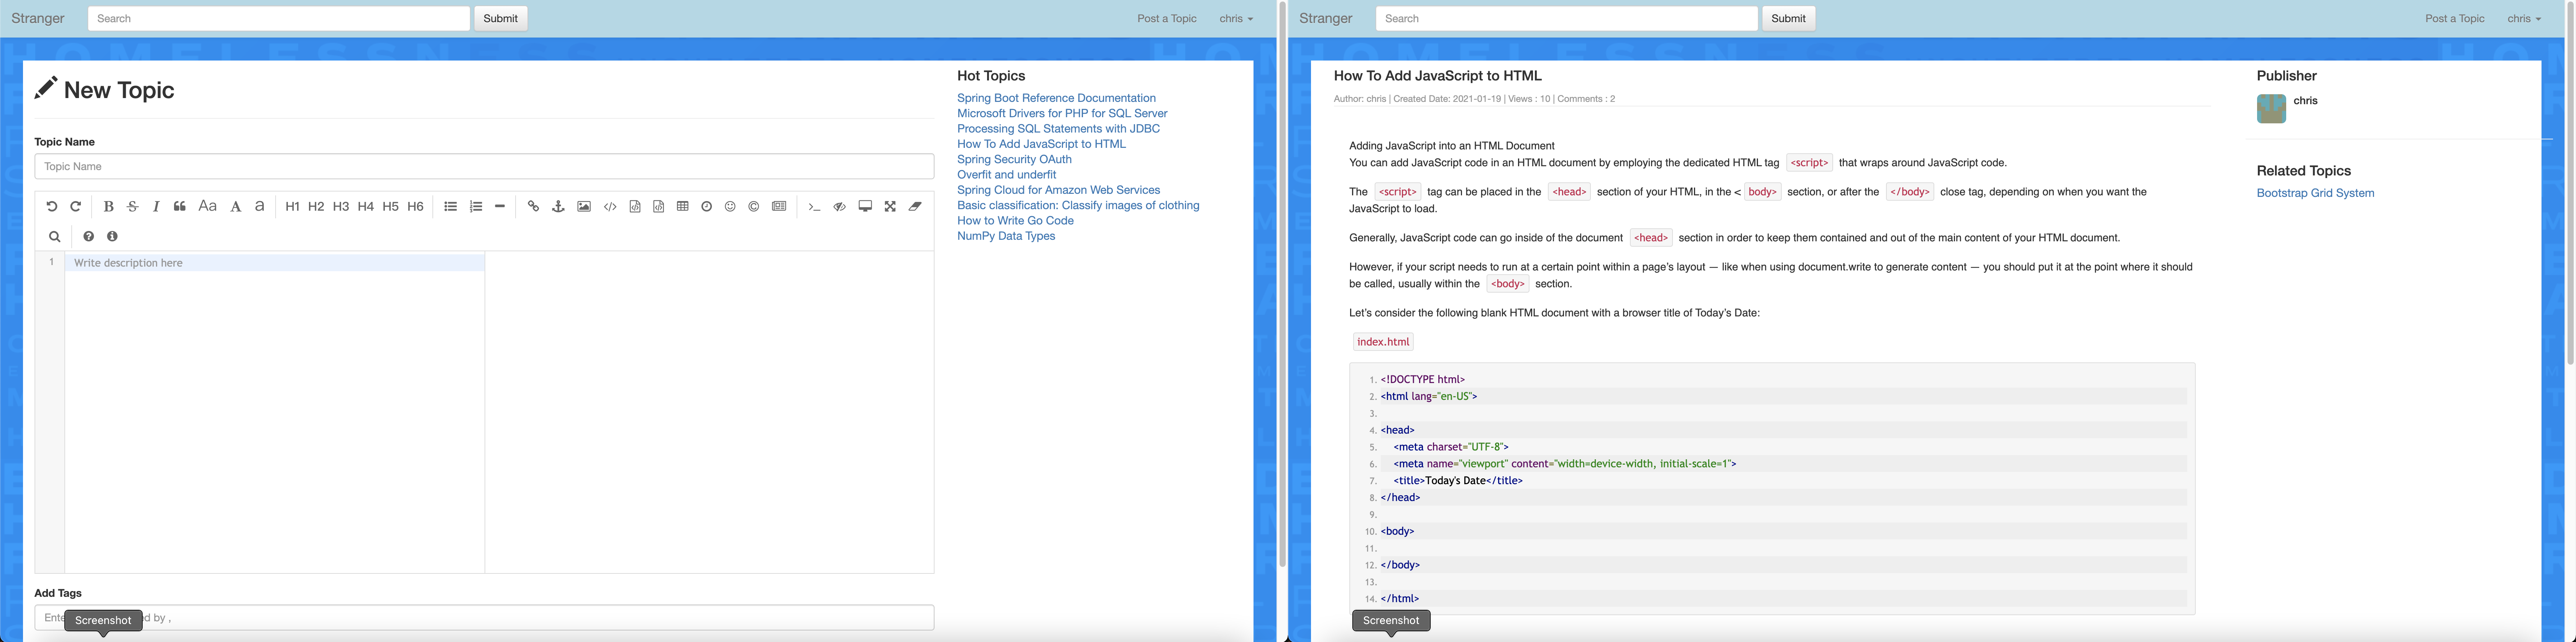 Stranger
Search
Submit
Post a Topic
chris
HOMELESSNESS
New Topic
Topic Name
Topic Name
B S I Aa A a H1 H2 H3 H4 H5 H6
1
Write description here
Add Tags
Ente
d by ,
Screenshot
Hot Topics
Spring Boot Reference Documentation
Microsoft Drivers for PHP for SQL Server
Processing SQL Statements with JDBC
How To Add JavaScript to HTML
Spring Security OAuth
Overfit and underfit
Spring Cloud for Amazon Web Services
Basic classification: Classify images of clothing
How to Write Go Code
NumPy Data Types
Stranger
Search
Submit
Post a Topic
chris
HOMELESSNESS
How To Add JavaScript to HTML
Author: chris | Created Date: 2021-01-19 | Views : 10 | Comments : 2
Adding JavaScript into an HTML Document
You can add JavaScript code in an HTML document by employing the dedicated HTML tag <script> that wraps around JavaScript code.
The <script> tag can be placed in the <head> section of your HTML, in the < body> section, or after the </body> close tag, depending on when you want the
JavaScript to load.
Generally, JavaScript code can go inside of the document <head> section in order to keep them contained and out of the main content of your HTML document.
However, if your script needs to run at a certain point within a page’s layout — like when using document.write to generate content — you should put it at the point where it should
be called, usually within the <body> section.
Let’s consider the following blank HTML document with a browser title of Today’s Date:
index.html
1. <!DOCTYPE html>
2. <html lang="en-US">
3.
4. <head>
5. <meta charset="UTF-8">
6. <meta name="viewport" content="width=device-width, initial-scale=1">
7. <title>Today's Date</title>
8. </head>
9.
10. <body>
11.
12. </body>
13.
14. </html>
Screenshot
Publisher
chris
Related Topics
Bootstrap Grid System